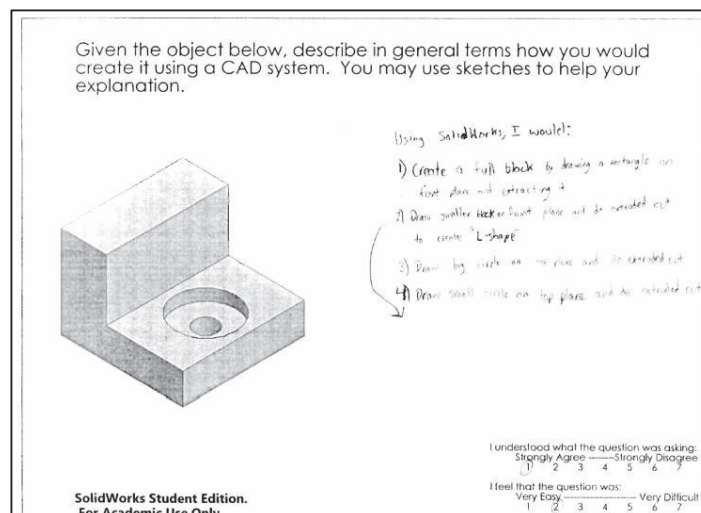 Given the object below, describe in general terms how you would
create it using a CAD system. You may use sketches to help your
explanation.
Using SolidWorks, I would:
1) Create a full block by drawing a rectangle on
front plane and extracting it
2) Draw smaller block on front plane and do extended cut
to create "L-shape"
3) Draw big circle on plane and do extended cut
4) Draw small circle on top plane and do extended cut
I understood what the question was asking:
Strongly Agree -------Strongly Disagree
1 2 3 4 5 6 7
I feel that the question was:
Very Easy----------------- Very Difficult
1 2 3 4 5 6 7
SolidWorks Student Edition.
For Academic Use Only.